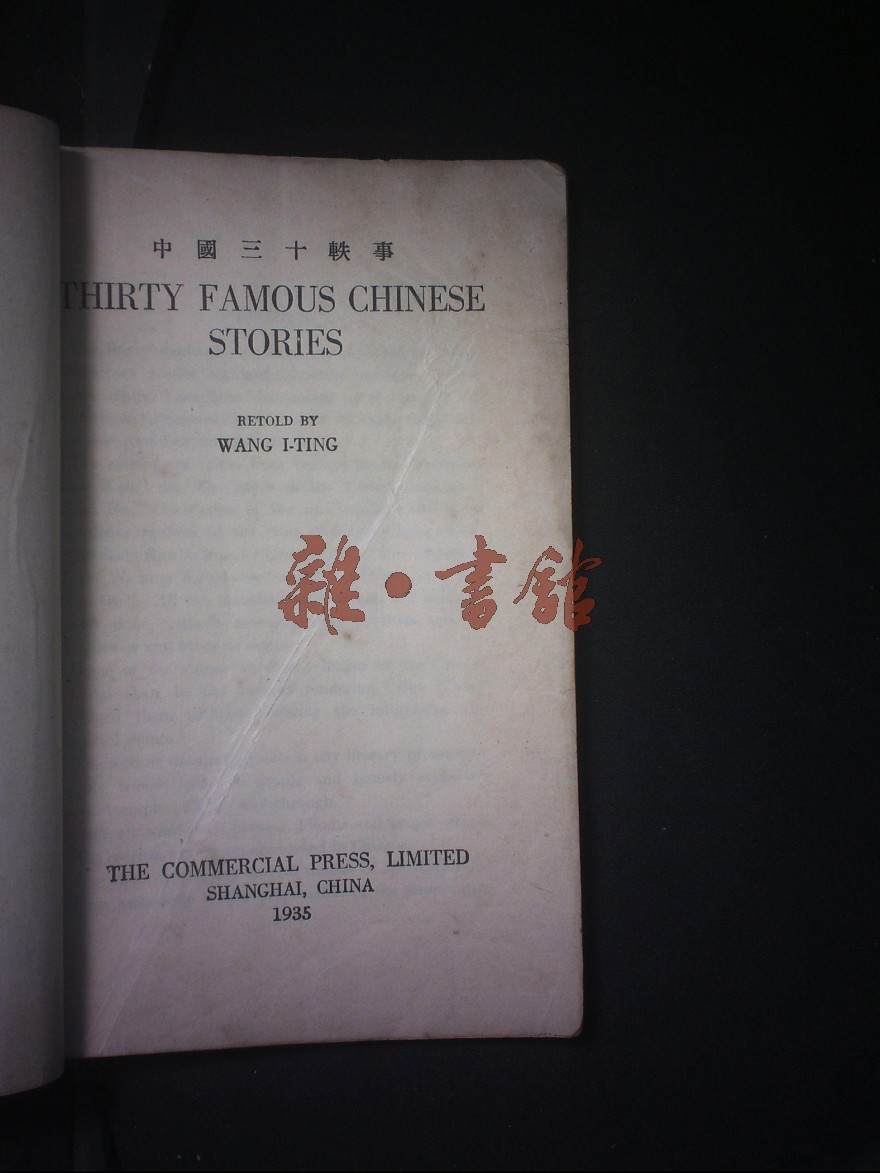 中國三十軼事
THIRTY FAMOUS CHINESE
STORIES
RETOLD BY
WANG I-TING
雜·書館
THE COMMERCIAL PRESS, LIMITED
SHANGHAI, CHINA
1935